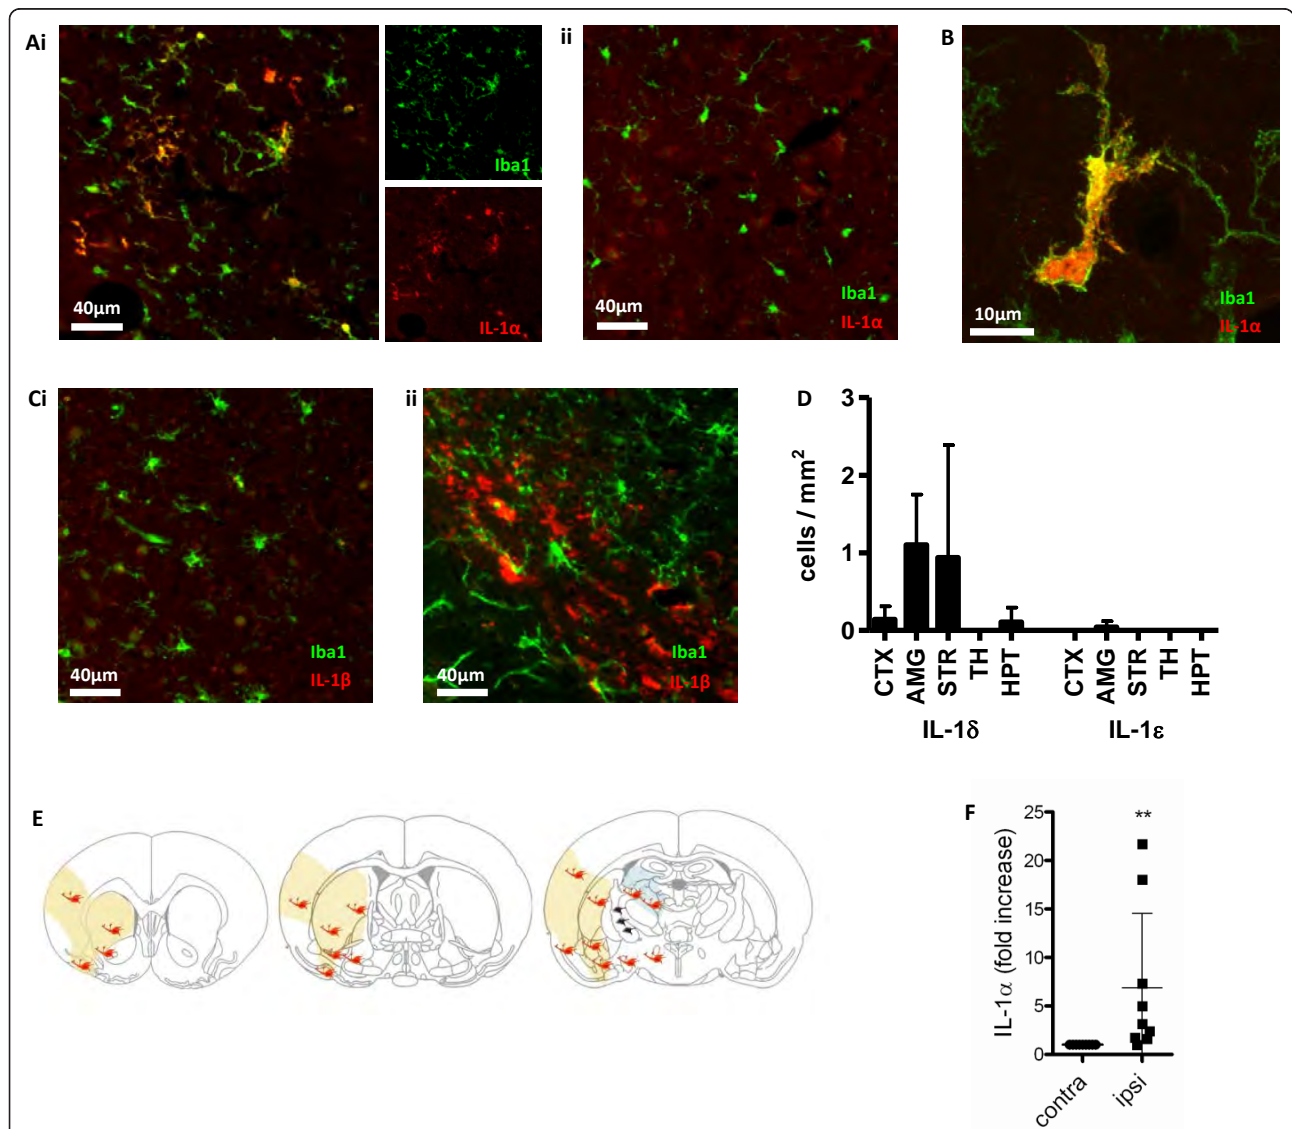 Ai
Iba1
IL-1α
40μm
ii
Iba1
IL-1α
40μm
B
Iba1
IL-1α
10μm
Ci
Iba1
IL-1β
40μm
ii
Iba1
IL-1β
40μm
D
cells / mm²
3
2
1
0
CTX AMG STR TH HPT CTX AMG STR TH HPT
IL-1δ IL-1ε
E
F
IL-1α (fold increase)
25
20
15
10
5
0
**
contra ipsi